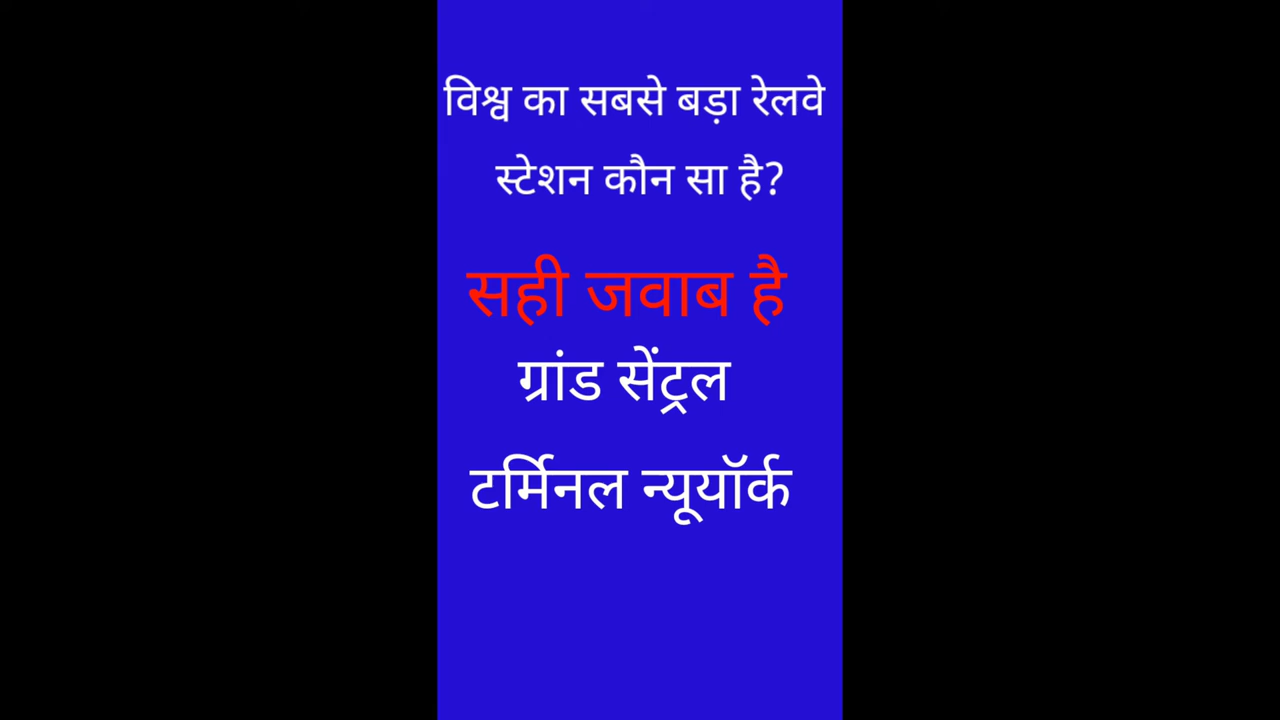 विश्व का सबसे बड़ा रेलवे
स्टेशन कौन सा है?
सही जवाब है
ग्रांड सेंट्रल
टर्मिनल न्यूयॉर्क